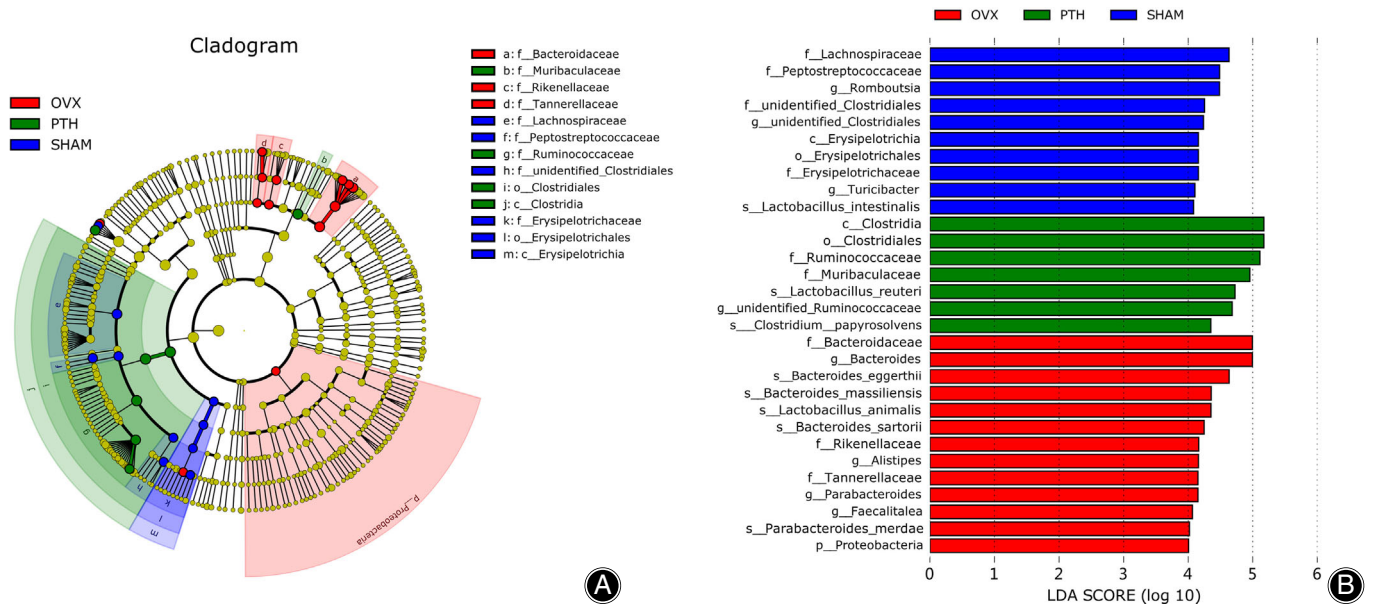 Cladogram
OVX
PTH
SHAM
a: f__Bacteroidaceae
b: f__Muribaculaceae
c: f__Rikenellaceae
d: f__Tannerellaceae
e: f__Lachnospiraceae
f: f__Peptostreptococcaceae
g: f__Ruminococcaceae
h: f__unidentified_Clostridiales
i: o__Clostridiales
j: c__Clostridia
k: f__Erysipelotrichaceae
l: o__Erysipelotrichales
m: c__Erysipelotrichia
d
c
b
a
e
f
g
h
i
j
k
l
m
p__Proteobacteria
A
OVX PTH SHAM
f__Lachnospiraceae
f__Peptostreptococcaceae
g__Romboutsia
f__unidentified_Clostridiales
g__unidentified_Clostridiales
c__Erysipelotrichia
o__Erysipelotrichales
f__Erysipelotrichaceae
g__Turicibacter
s__Lactobacillus_intestinalis
c__Clostridia
o__Clostridiales
f__Ruminococcaceae
f__Muribaculaceae
s__Lactobacillus_reuteri
g__unidentified_Ruminococcaceae
s__Clostridium__papyrosolvens
f__Bacteroidaceae
g__Bacteroides
s__Bacteroides_eggerthii
s__Bacteroides_massiliensis
s__Lactobacillus_animalis
s__Bacteroides_sartorii
f__Rikenellaceae
g__Alistipes
f__Tannerellaceae
g__Parabacteroides
g__Faecalitalea
s__Parabacteroides_merdae
p__Proteobacteria
0 1 2 3 4 5 6
LDA SCORE (log 10)
B